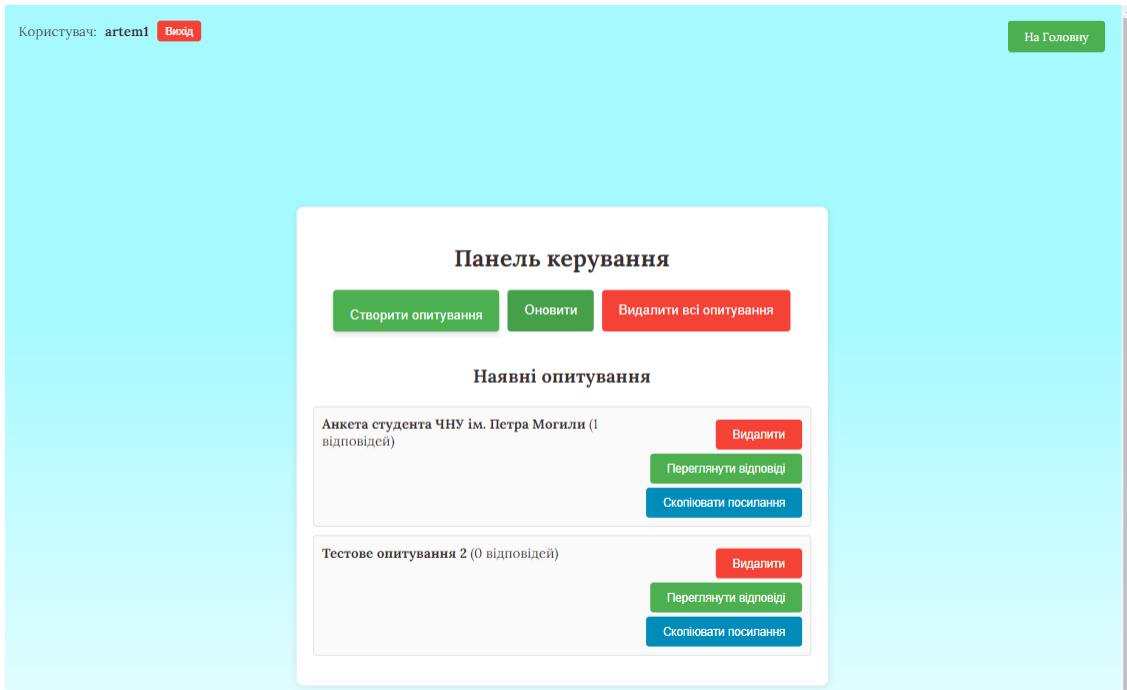 Користувач: artem1 Вихід
На Головну
Панель керування
Створити опитування Оновити Видалити всі опитування
Наявні опитування
Анкета студента ЧНУ ім. Петра Могили (1
відповідей)
Видалити
Переглянути відповіді
Скопіювати посилання
Тестове опитування 2 (0 відповідей)
Видалити
Переглянути відповіді
Скопіювати посилання